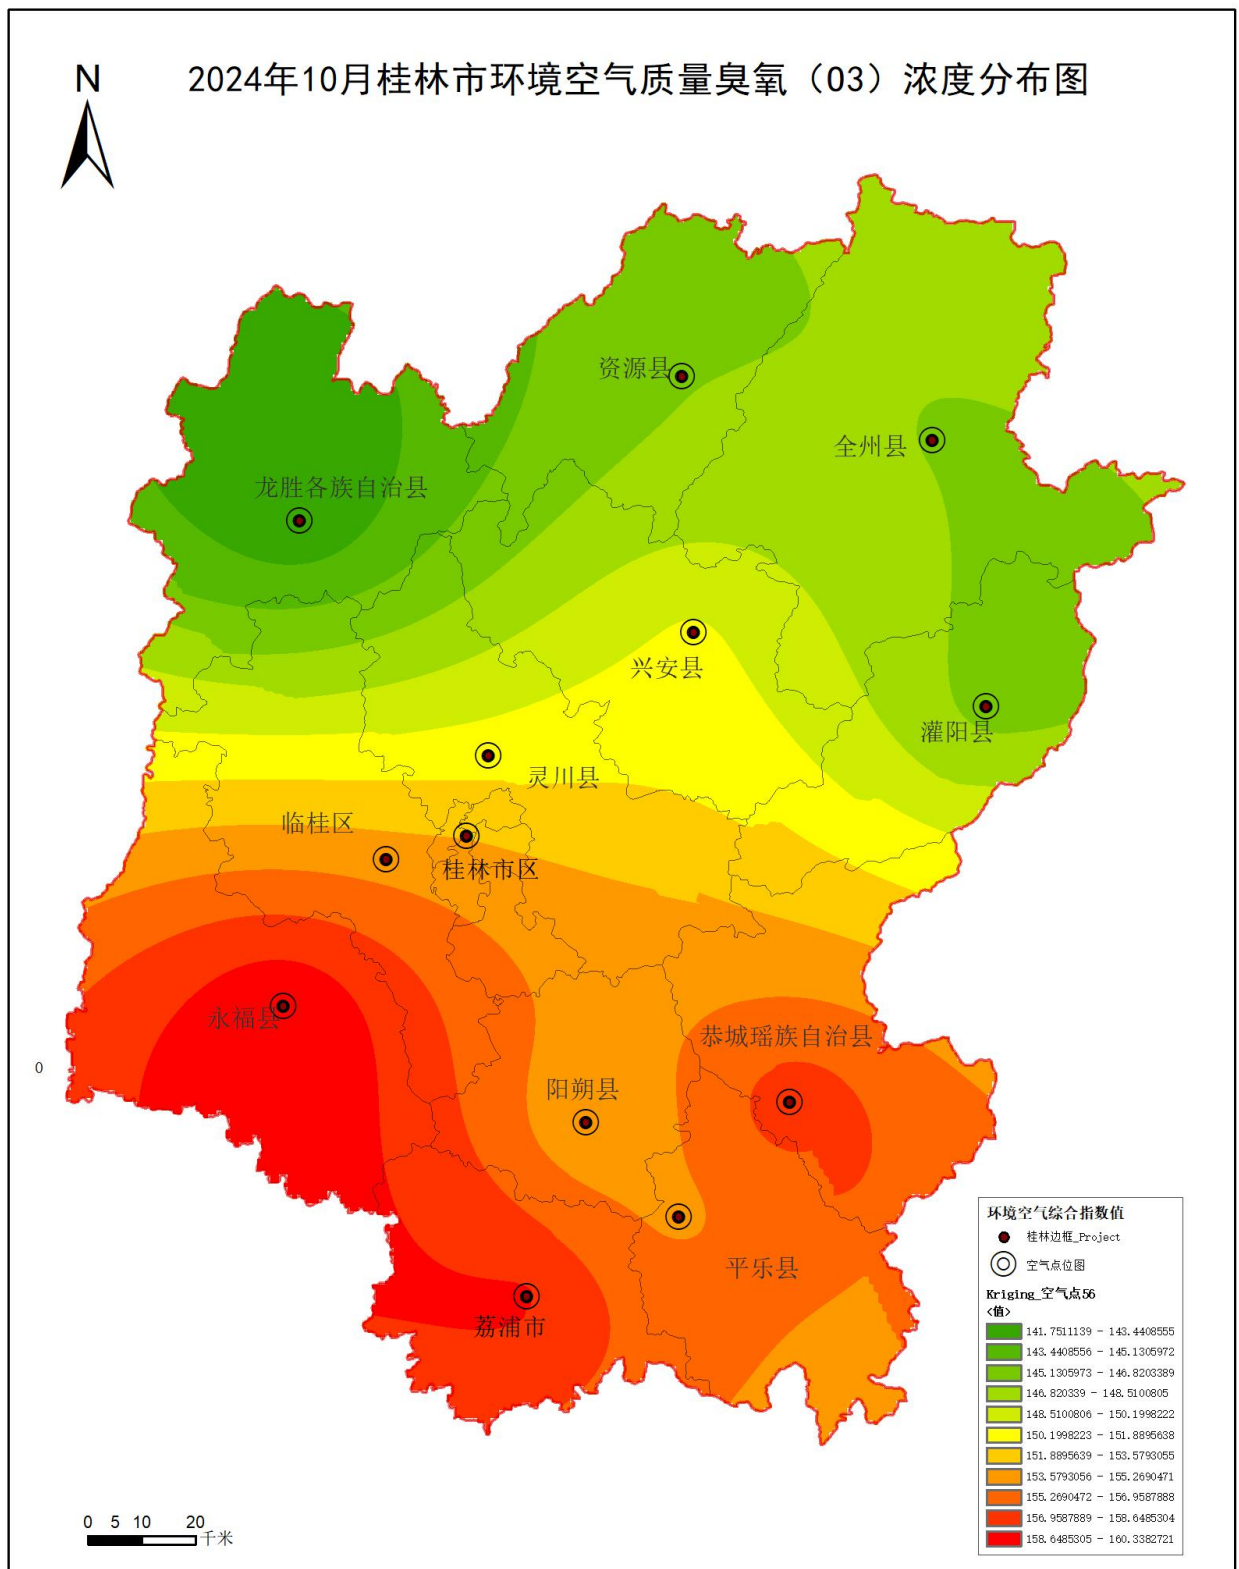 2024年10月桂林市环境空气质量臭氧（O3）浓度分布图
N
资源县
全州县
龙胜各族自治县
兴安县
灌阳县
灵川县
临桂区
桂林市区
永福县
恭城瑶族自治县
0
阳朔县
平乐县
荔浦市
环境空气综合指数值
桂林边框_Project
空气点位图
Kriging_空气点56
<值>
141.7511139 - 143.4408555
143.4408556 - 145.1305972
145.1305973 - 146.8203389
146.820339 - 148.5100805
148.5100806 - 150.1998222
150.1998223 - 151.8895638
151.8895639 - 153.5793055
153.5793056 - 155.2690471
155.2690472 - 156.9587888
156.9587889 - 158.6485304
158.6485305 - 160.3382721
0 5 10 20
千米